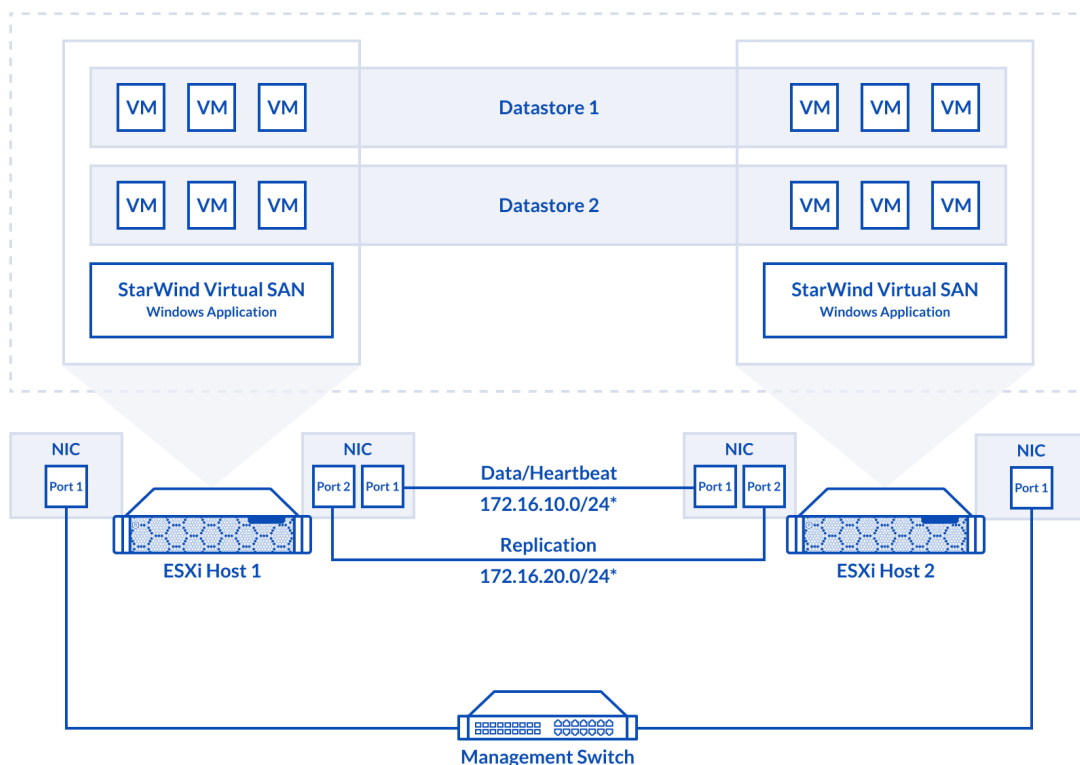 VM VM VM Datastore 1 VM VM VM
VM VM VM Datastore 2 VM VM VM
StarWind Virtual SAN
Windows Application
StarWind Virtual SAN
Windows Application
NIC
Port 1
NIC
Port 2 Port 1
Data/Heartbeat
172.16.10.0/24*
Replication
172.16.20.0/24*
NIC
Port 1 Port 2
NIC
Port 1
ESXi Host 1
ESXi Host 2
Management Switch